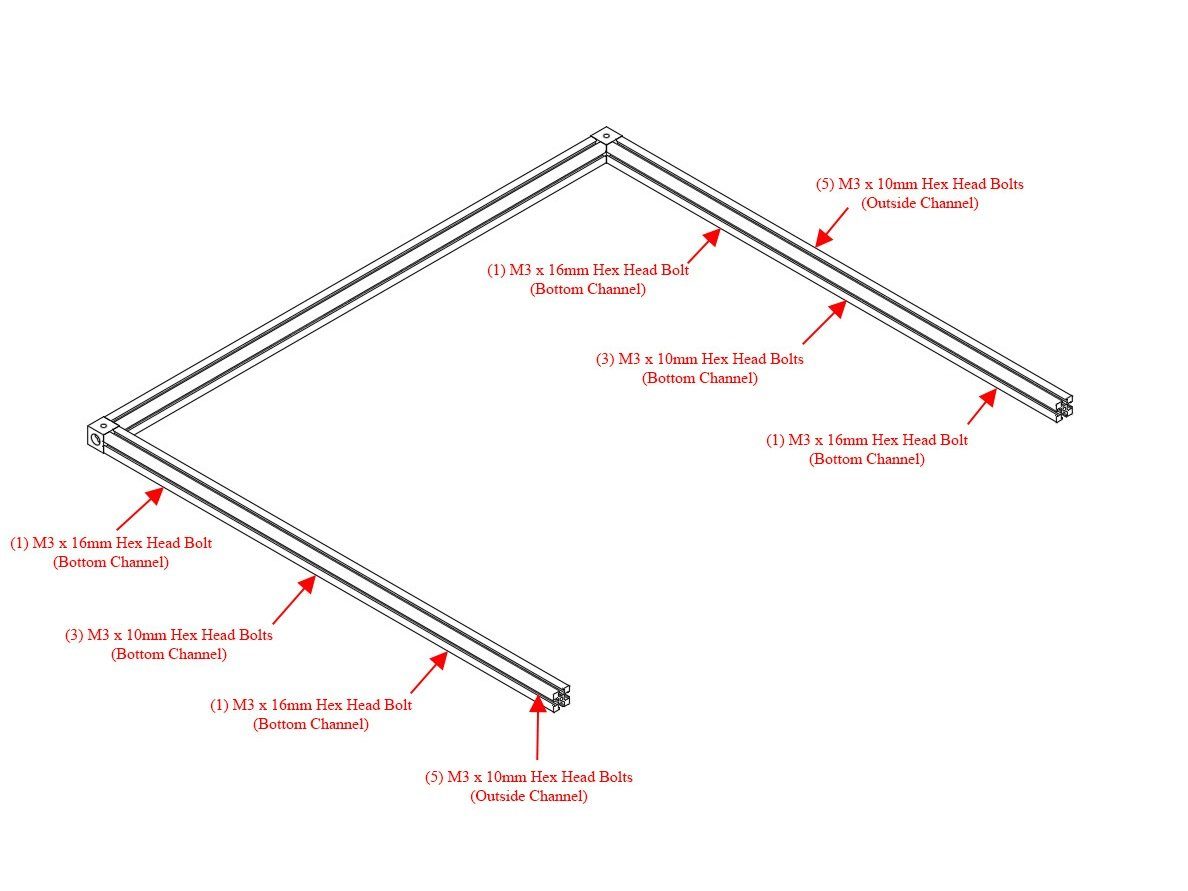 (5) M3 x 10mm Hex Head Bolts
(Outside Channel)
(1) M3 x 16mm Hex Head Bolt
(Bottom Channel)
(3) M3 x 10mm Hex Head Bolts
(Bottom Channel)
(1) M3 x 16mm Hex Head Bolt
(Bottom Channel)
(1) M3 x 16mm Hex Head Bolt
(Bottom Channel)
(3) M3 x 10mm Hex Head Bolts
(Bottom Channel)
(1) M3 x 16mm Hex Head Bolt
(Bottom Channel)
(5) M3 x 10mm Hex Head Bolts
(Outside Channel)